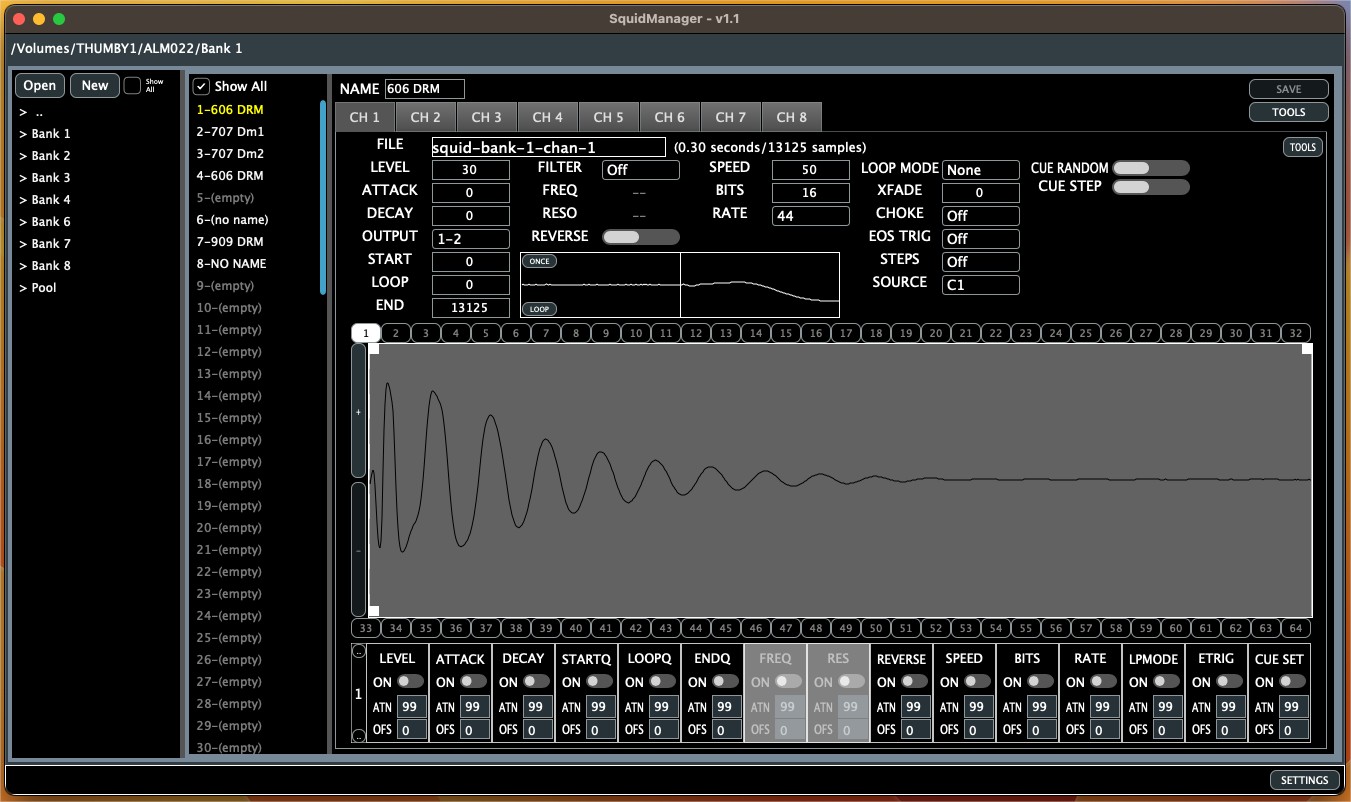 SquidManager - v1.1
/Volumes/THUMBY1/ALM022/Bank 1
Open New Show All
> ..
> Bank 1
> Bank 2
> Bank 3
> Bank 4
> Bank 6
> Bank 7
> Bank 8
> Pool
Show All
1-606 DRM
2-707 Dm1
3-707 Dm2
4-606 DRM
5-(empty)
6-(no name)
7-909 DRM
8-NO NAME
9-(empty)
10-(empty)
11-(empty)
12-(empty)
13-(empty)
14-(empty)
15-(empty)
16-(empty)
17-(empty)
18-(empty)
19-(empty)
20-(empty)
21-(empty)
22-(empty)
23-(empty)
24-(empty)
25-(empty)
26-(empty)
27-(empty)
28-(empty)
29-(empty)
30-(empty)
NAME 606 DRM SAVE
TOOLS
CH 1 CH 2 CH 3 CH 4 CH 5 CH 6 CH 7 CH 8
FILE squid-bank-1-chan-1 (0.30 seconds/13125 samples) TOOLS
LEVEL 30 FILTER Off SPEED 50 LOOP MODE None CUE RANDOM
ATTACK 0 FREQ -- BITS 16 XFADE 0 CUE STEP
DECAY 0 RESO -- RATE 44 CHOKE Off
OUTPUT 1-2 REVERSE EOS TRIG Off
START 0 ONCE STEPS Off
LOOP 0 SOURCE C1
END 13125 LOOP
1 2 3 4 5 6 7 8 9 10 11 12 13 14 15 16 17 18 19 20 21 22 23 24 25 26 27 28 29 30 31 32
+
-
33 34 35 36 37 38 39 40 41 42 43 44 45 46 47 48 49 50 51 52 53 54 55 56 57 58 59 60 61 62 63 64
.. LEVEL ATTACK DECAY STARTQ LOOPQ ENDQ FREQ RES REVERSE SPEED BITS RATE LPMODE ETRIG CUE SET
ON ON ON ON ON ON ON ON ON ON ON ON ON ON ON
1 ATN 99 ATN 99 ATN 99 ATN 99 ATN 99 ATN 99 ATN 99 ATN 99 ATN 99 ATN 99 ATN 99 ATN 99 ATN 99 ATN 99 ATN 99
.. OFS 0 OFS 0 OFS 0 OFS 0 OFS 0 OFS 0 OFS 0 OFS 0 OFS 0 OFS 0 OFS 0 OFS 0 OFS 0 OFS 0 OFS 0
SETTINGS